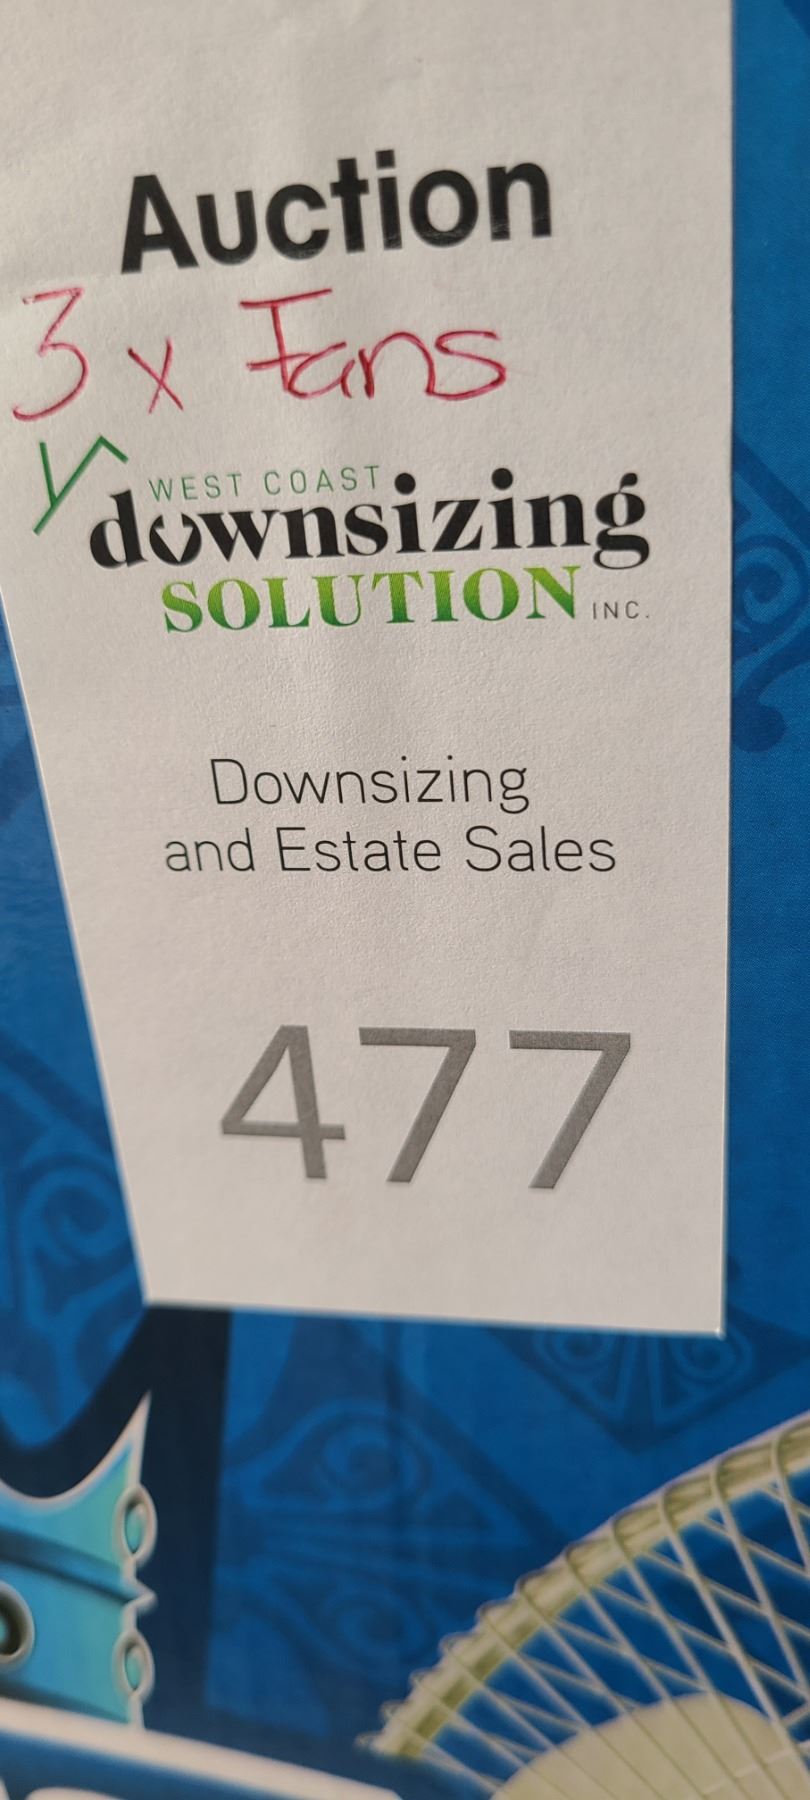 Auction
3 x Fans
WEST COAST
downsizing
SOLUTION INC.
Downsizing
and Estate Sales
477